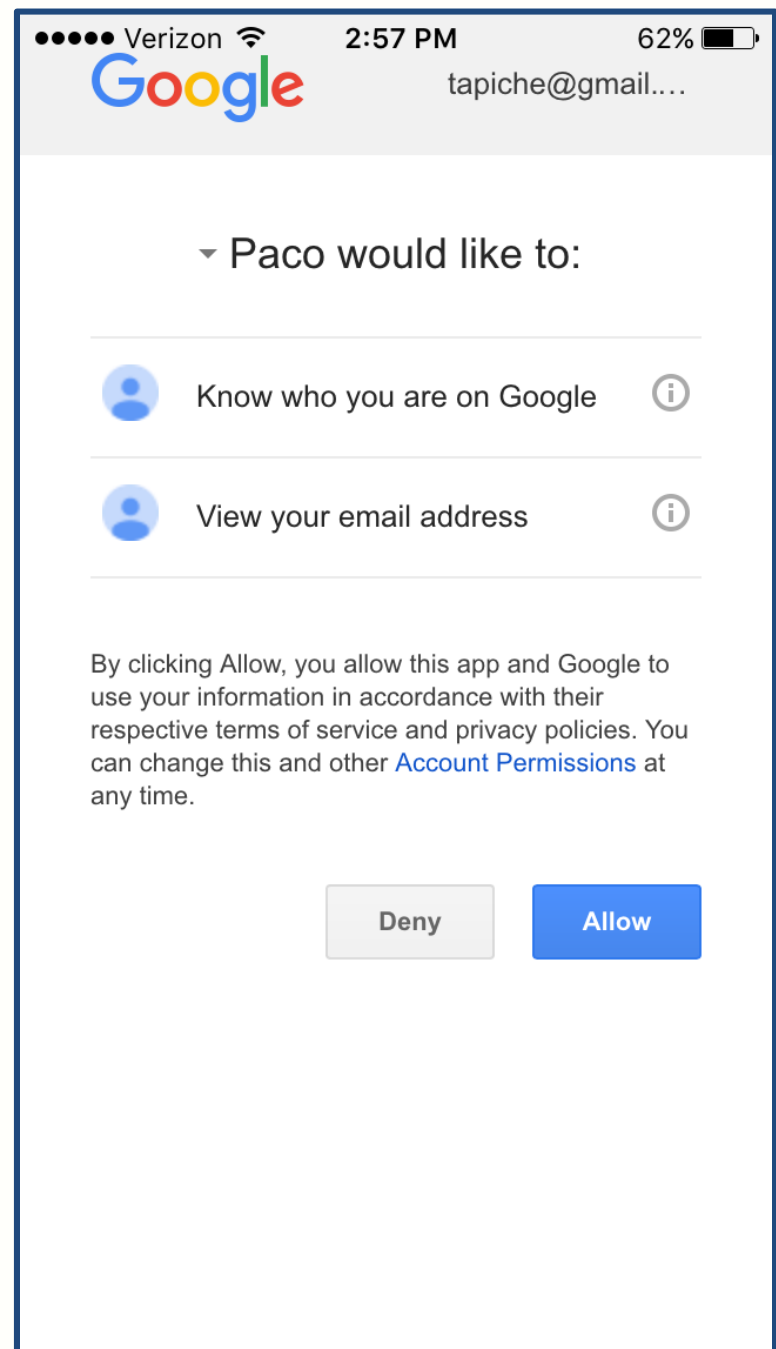 Verizon 2:57 PM 62%
Google tapiche@gmail....
Paco would like to:
Know who you are on Google
View your email address
By clicking Allow, you allow this app and Google to
use your information in accordance with their
respective terms of service and privacy policies. You
can change this and other Account Permissions at
any time.
Deny Allow